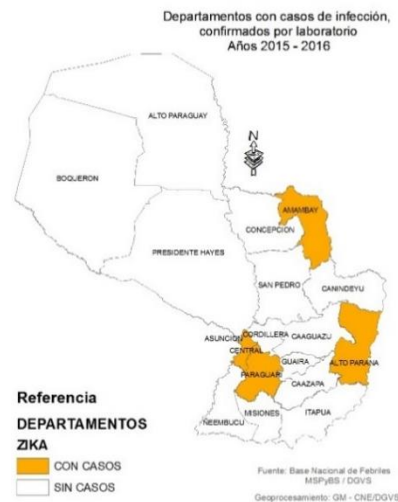 Departamentos con casos de infección,
confirmados por laboratorio
Años 2015 - 2016
ALTO PARAGUAY
N
BOQUERON
AMAMBAY
CONCEPCION
PRESIDENTE HAYES
SAN PEDRO
CANINDEYU
ASUNCION
CORDILLERA
CAAGUAZU
CENTRAL
GUAIRA
ALTO PARANA
PARAGUARI
CAAZAPA
MISIONES
ITAPUA
ÑEEMBUCU
Referencia
DEPARTAMENTOS
ZIKA
CON CASOS
SIN CASOS
Fuente: Base Nacional de Febriles
MSPyBS / DGVS
Geoprocesamiento: GM - CNE/DGVS